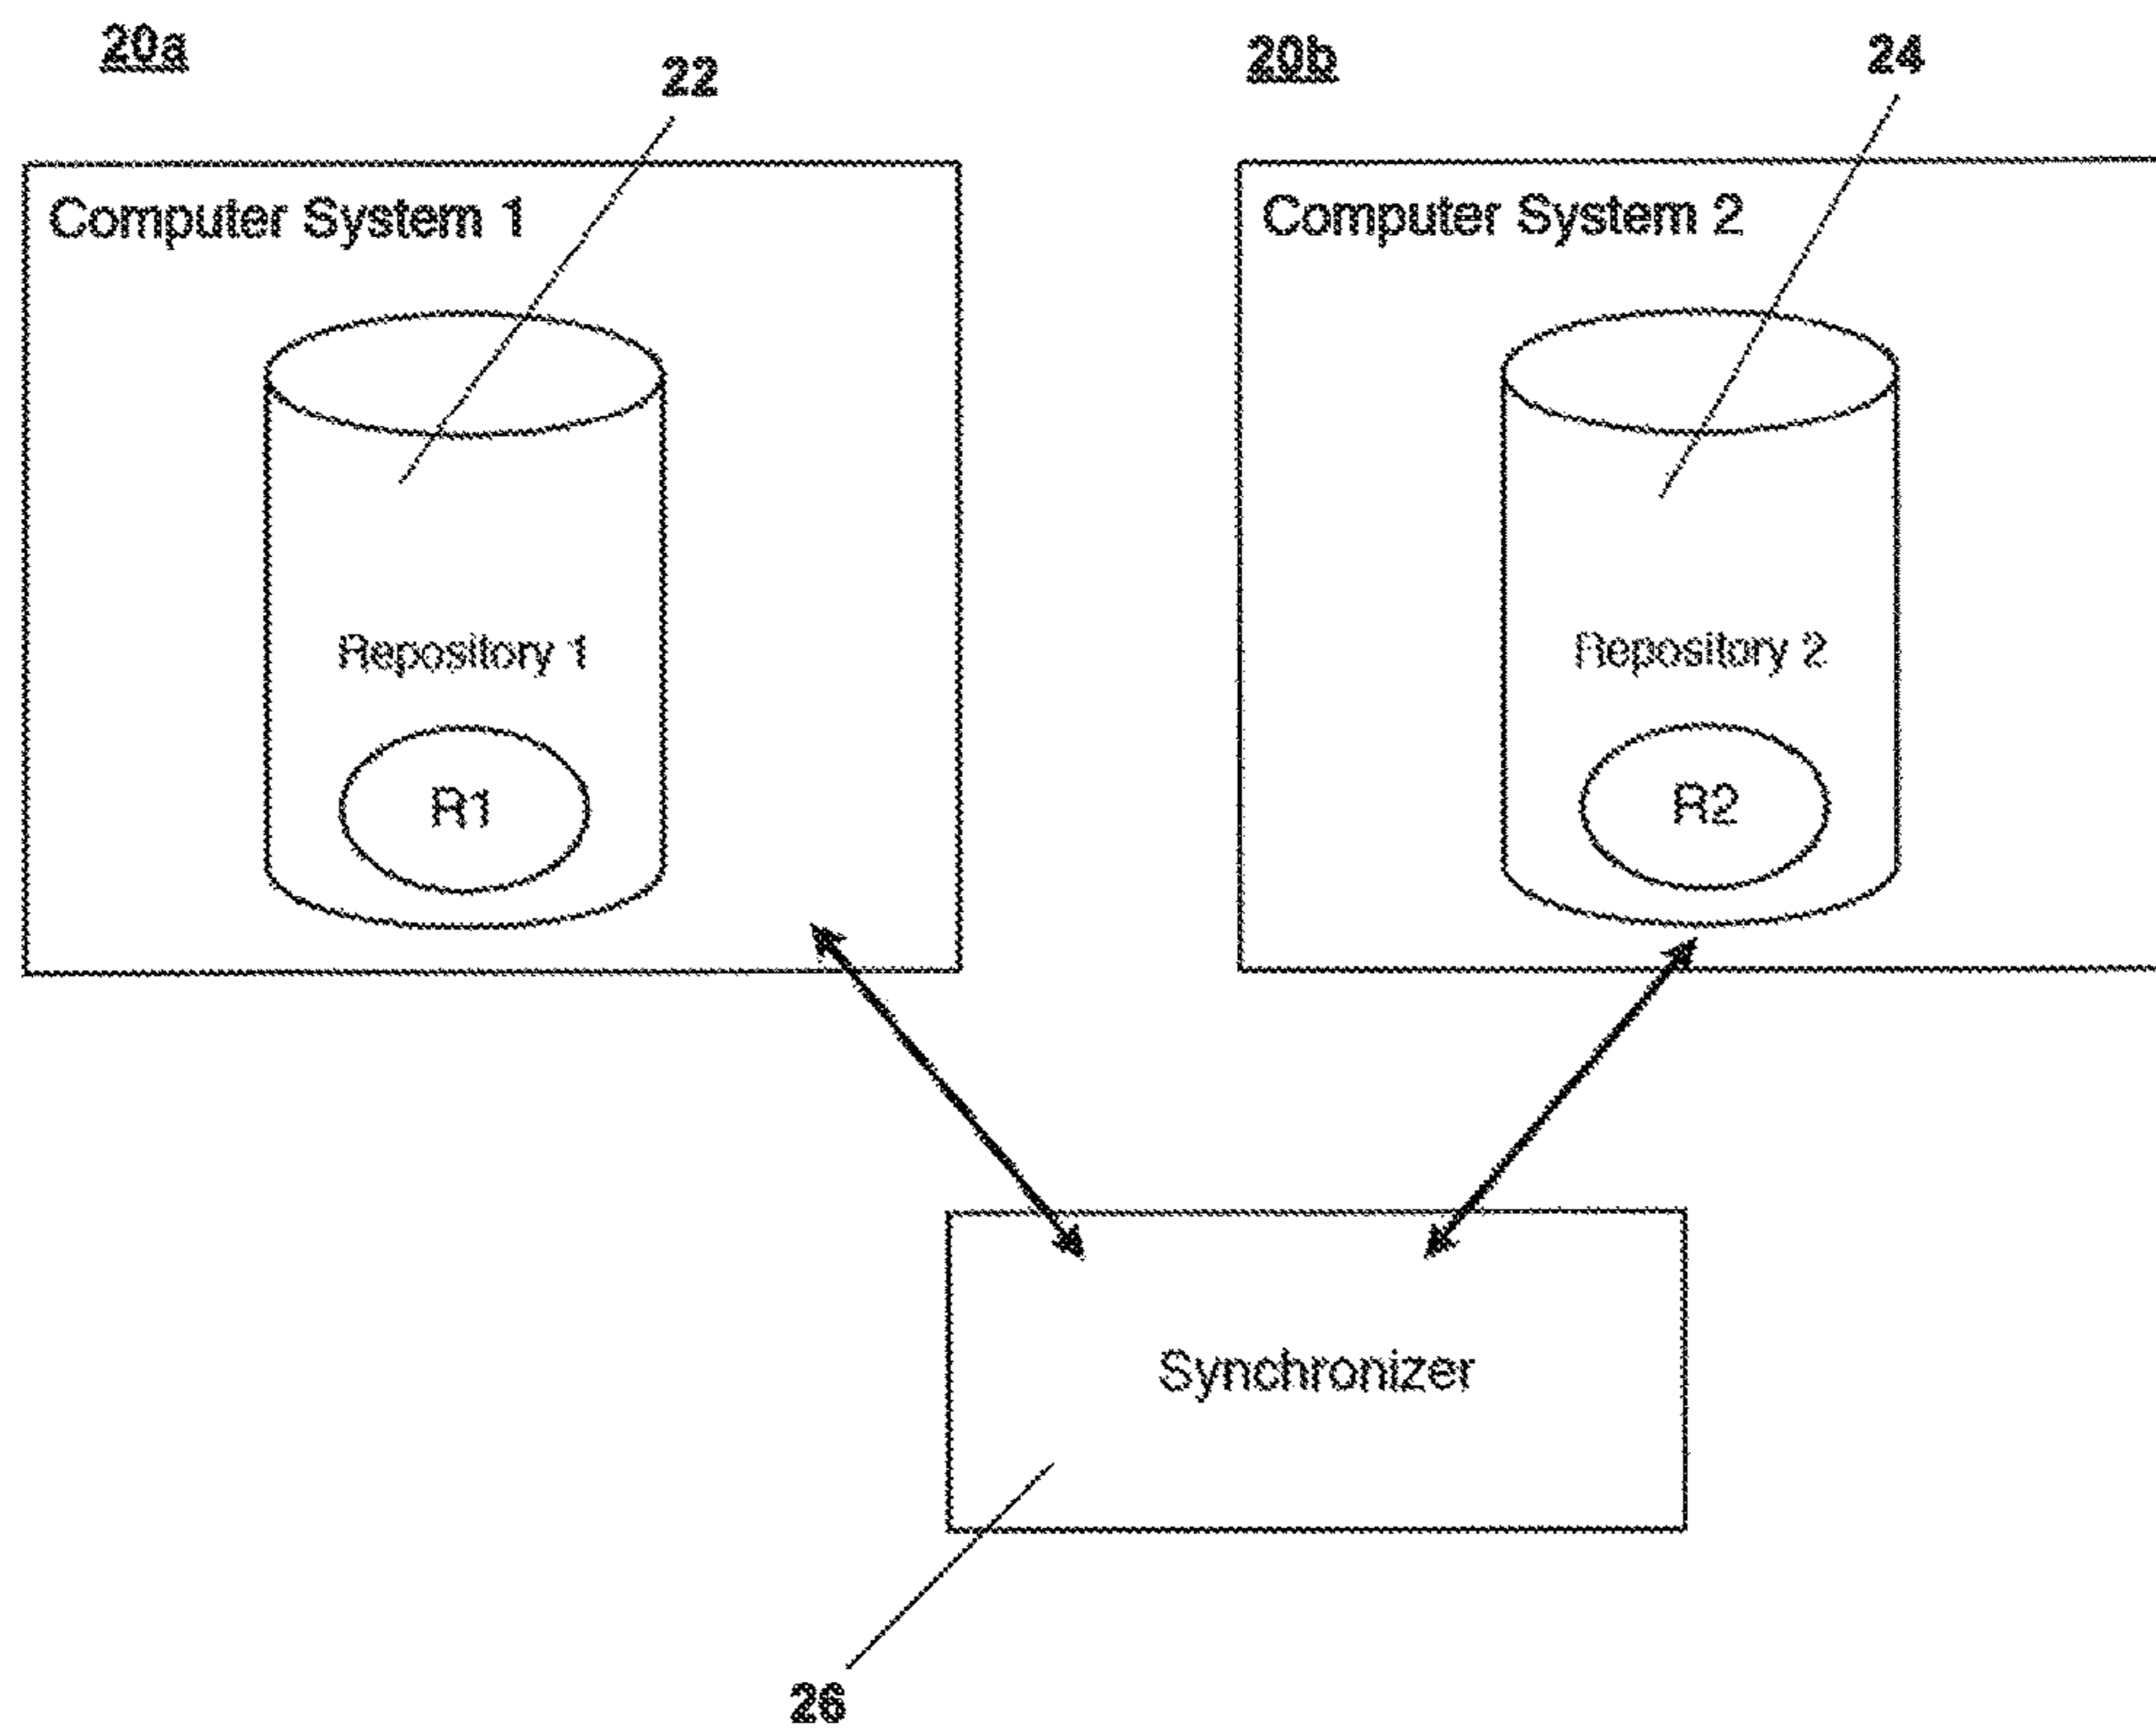 20a
22
20b
24
Computer System 1
Computer System 2
Repository 1
Repository 2
R1
R2
Synchronizer
26